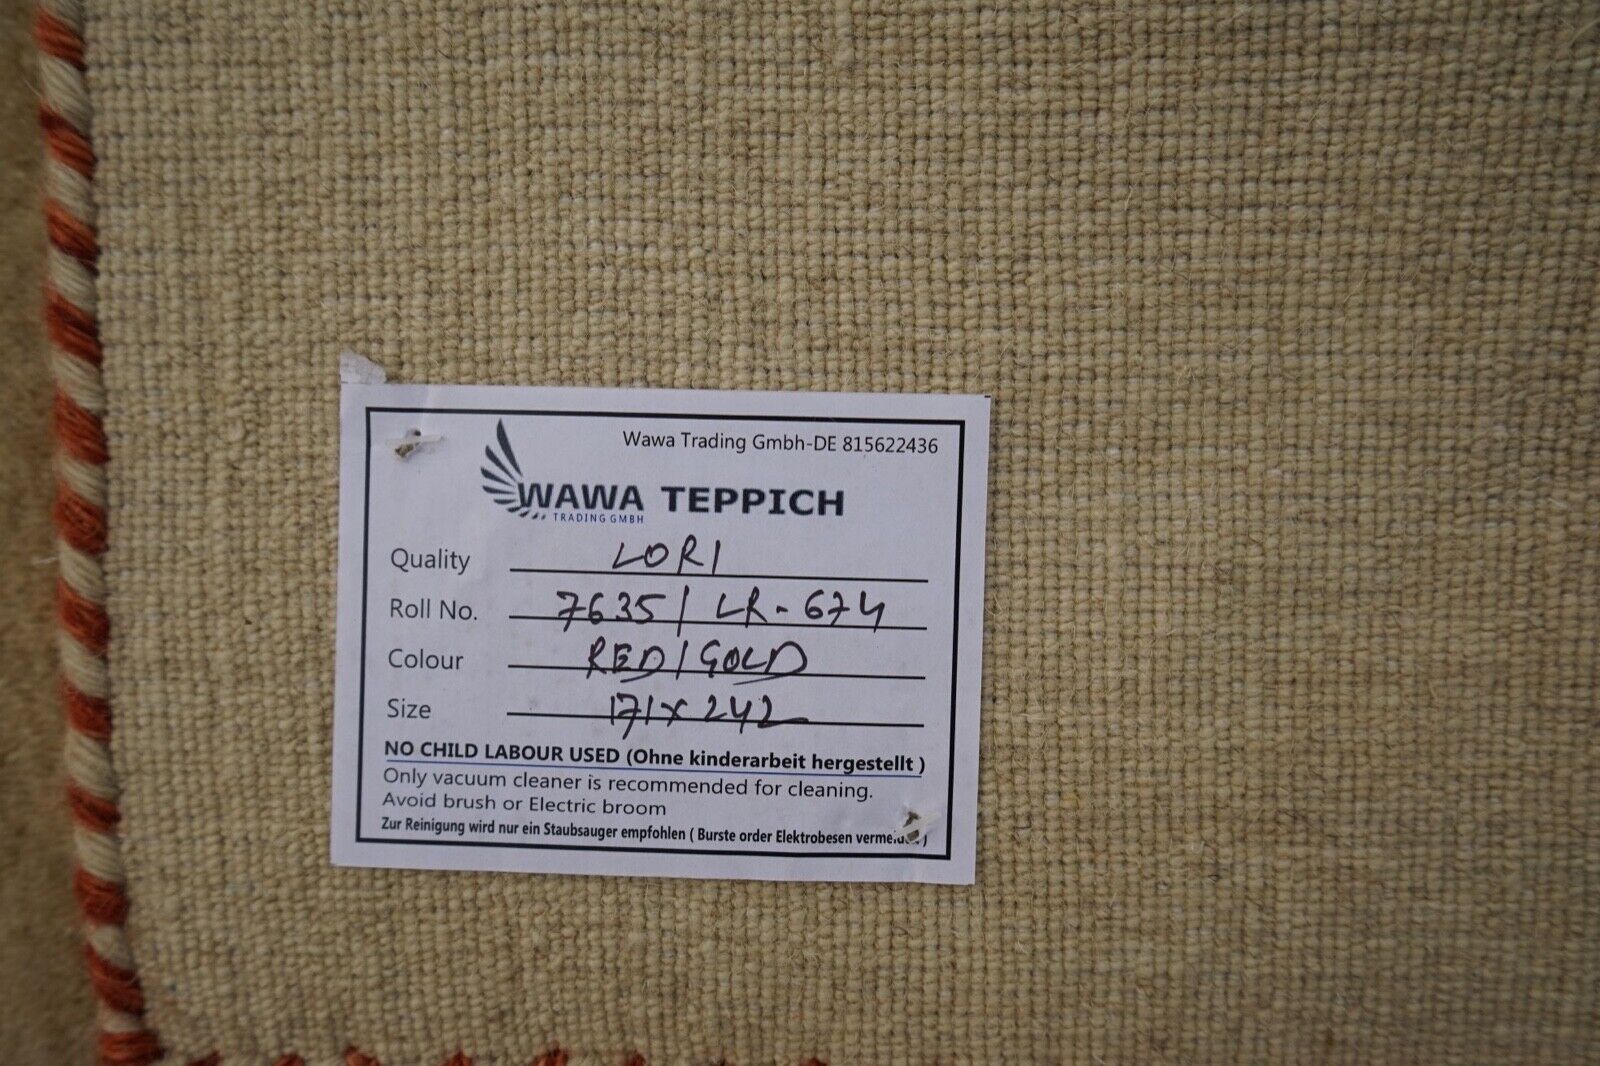 Wawa Trading Gmbh-DE 815622436
WAWA TEPPICH
TRADING GMBH
Quality LORI
Roll No. 7635/LR-674
Colour RED/GOLD
Size 171x242
NO CHILD LABOUR USED (Ohne kinderarbeit hergestellt )
Only vacuum cleaner is recommended for cleaning.
Avoid brush or Electric broom
Zur Reinigung wird nur ein Staubsauger empfohlen ( Burste order Elektrobesen )